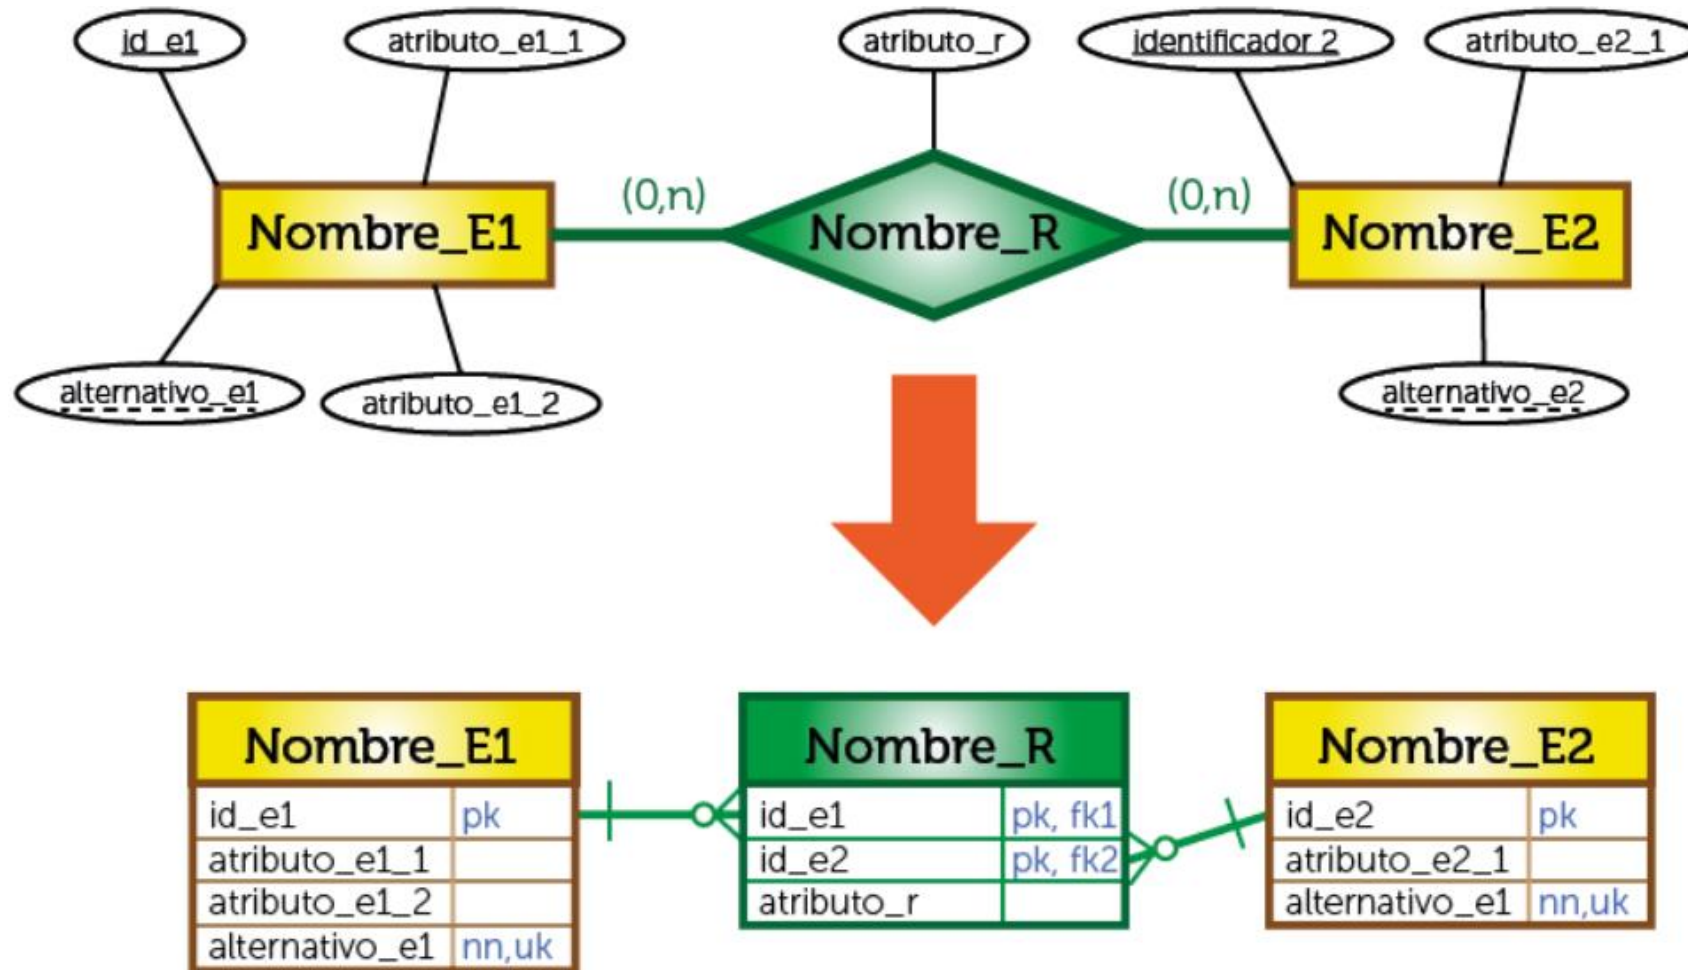 id_e1
atributo_e1_1
atributo_r
identificador 2
atributo_e2_1
(0,n)
(0,n)
Nombre_E1
Nombre_R
Nombre_E2
alternativo_e1
atributo_e1_2
alternativo_e2
Nombre_E1
id_e1 pk
atributo_e1_1
atributo_e1_2
alternativo_e1 nn,uk
Nombre_R
id_e1 pk, fk1
id_e2 pk, fk2
atributo_r
Nombre_E2
id_e2 pk
atributo_e2_1
alternativo_e1 nn,uk